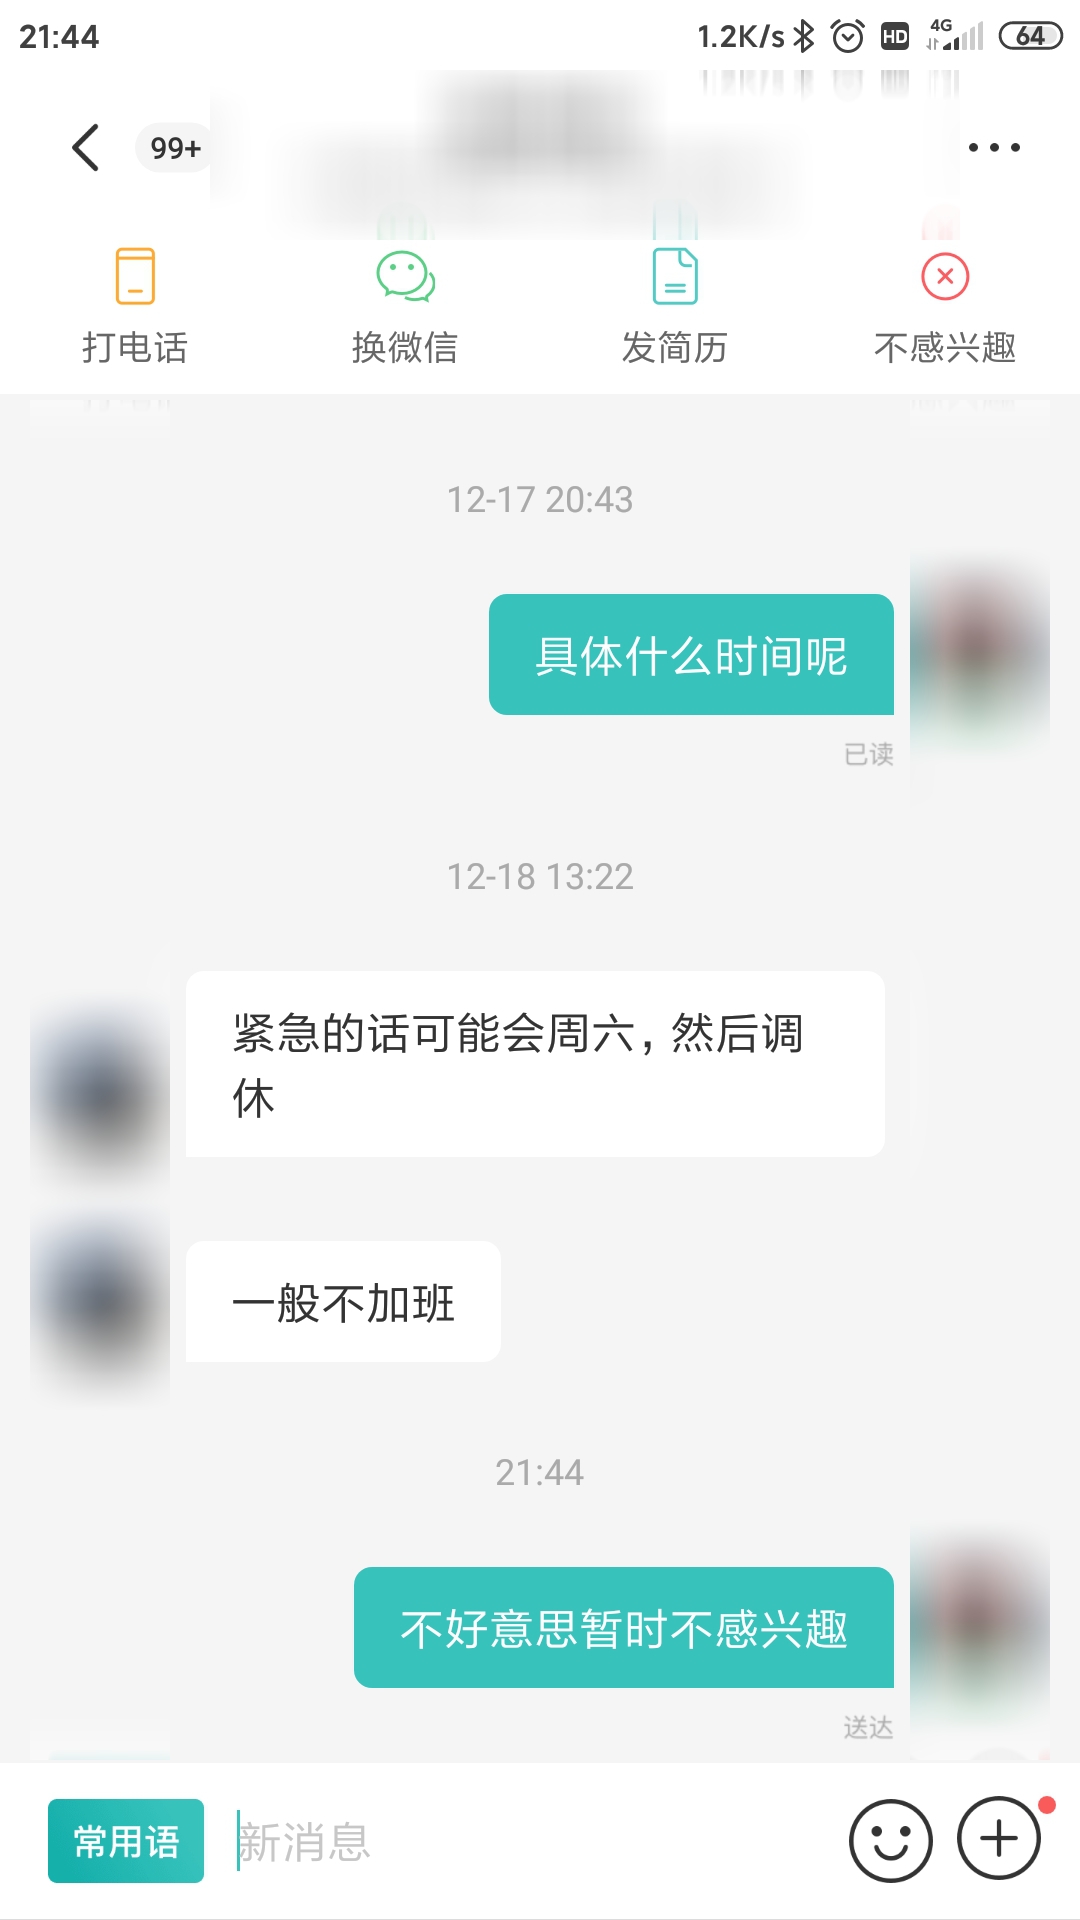 21:44
1.2K/s HD 4G 64
99+
打电话 换微信 发简历 不感兴趣
12-17 20:43
具体什么时间呢
已读
12-18 13:22
紧急的话可能会周六，然后调
休
一般不加班
21:44
不好意思暂时不感兴趣
送达
常用语 新消息